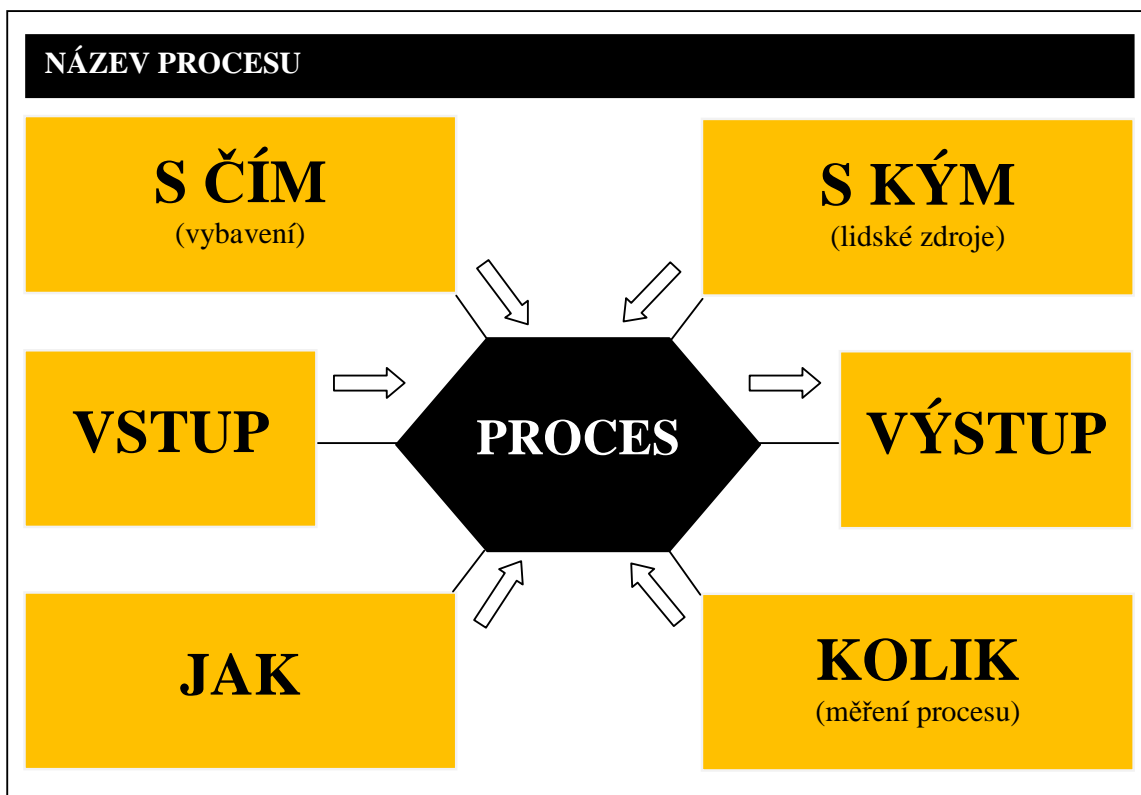 NÁZEV PROCESU
S ČÍM
(vybavení)
S KÝM
(lidské zdroje)
VSTUP
PROCES
VÝSTUP
JAK
KOLIK
(měření procesu)